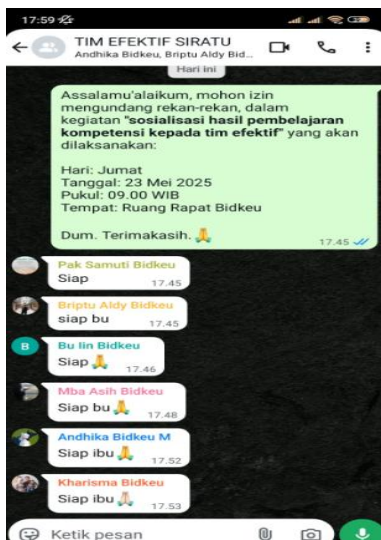 17:59
TIM EFEKTIF SIRATU
Andhika Bidkeu, Briptu Aldy Bid...
Hari ini
Assalamu'alaikum, mohon izin
mengundang rekan-rekan, dalam
kegiatan "sosialisasi hasil pembelajaran
kompetensi kepada tim efektif" yang akan
dilaksanakan:
Hari: Jumat
Tanggal: 23 Mei 2025
Pukul: 09.00 WIB
Tempat: Ruang Rapat Bidkeu
Dum. Terimakasih. 🙏
17.45
Pak Samuti Bidkeu
Siap
17.45
Briptu Aldy Bidkeu
siap bu
17.45
B
Bu Iin Bidkeu
Siap 🙏
17.46
Mba Asih Bidkeu
Siap bu 🙏
17.48
Andhika Bidkeu M
Siap ibu 🙏
17.52
Kharisma Bidkeu
Siap ibu 🙏
17.53
Ketik pesan